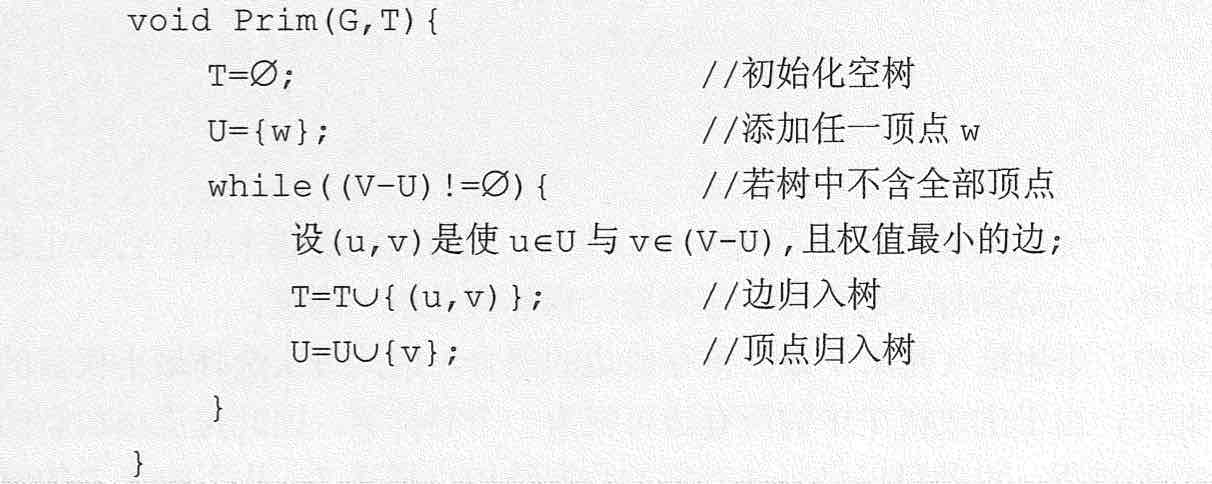 void Prim(G,T){
T=∅; //初始化空树
U={w}; //添加任一顶点 w
while((V-U)!=∅){ //若树中不含全部顶点
设(u,v)是使 u∈U 与 v∈(V-U),且权值最小的边;
T=T∪{(u,v)}; //边归入树
U=U∪{v}; //顶点归入树
}
}